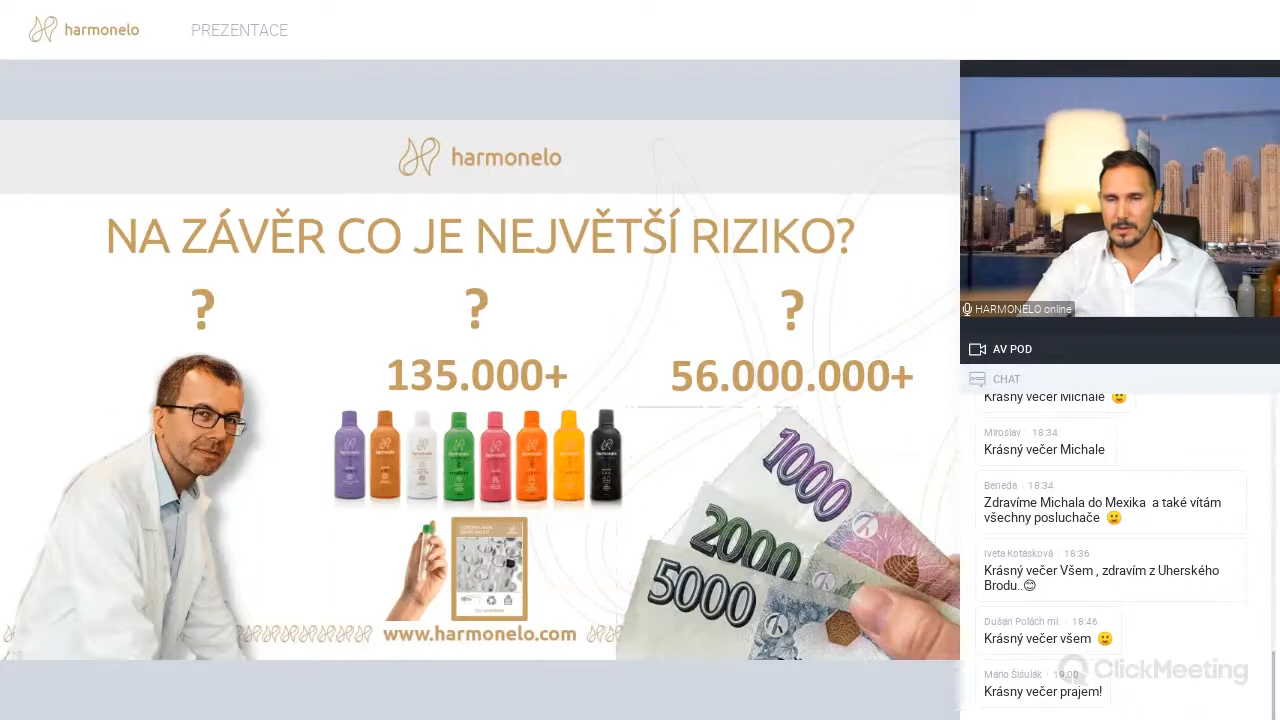 harmonelo
PREZENTACE
harmonelo
NA ZÁVĚR CO JE NEJVĚTŠÍ RIZIKO?
?
?
?
135.000+
56.000.000+
1000
2000
5000
www.harmonelo.com
HARMONELO online
AV POD
CHAT
Krásný večer Michale
Miroslav 18:34
Krásný večer Michale
Beneda 18:34
Zdravíme Michala do Mexika a také vítám
všechny posluchače
Iveta Kotásková 18:36
Krásný večer Všem , zdravím z Uherského
Brodu..
Dušan Polách ml. 18:46
Krásný večer všem
Mário Šišulák 19:00
Krásny večer prajem!
ClickMeeting